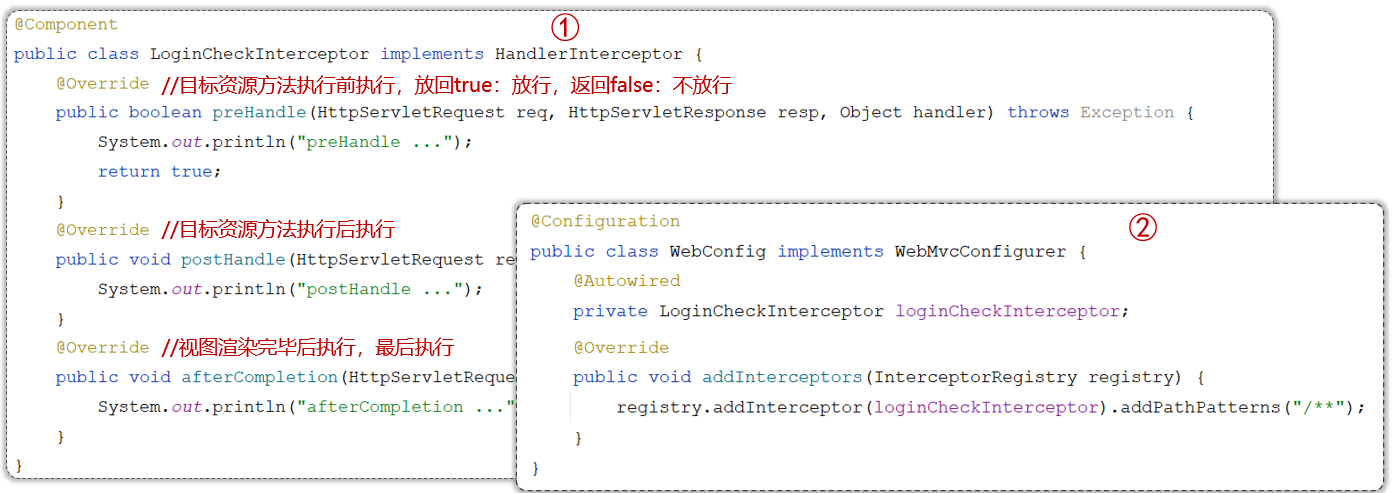 ①
@Component
public class LoginCheckInterceptor implements HandlerInterceptor {
@Override //目标资源方法执行前执行，放回true：放行，返回false：不放行
public boolean preHandle(HttpServletRequest req, HttpServletResponse resp, Object handler) throws Exception {
System.out.println("preHandle ...");
return true;
}
@Override //目标资源方法执行后执行
public void postHandle(HttpServletRequest re
System.out.println("postHandle ...");
}
@Override //视图渲染完毕后执行，最后执行
public void afterCompletion(HttpServletReque
System.out.println("afterCompletion ..."
}
}
②
@Configuration
public class WebConfig implements WebMvcConfigurer {
@Autowired
private LoginCheckInterceptor loginCheckInterceptor;
@Override
public void addInterceptors(InterceptorRegistry registry) {
registry.addInterceptor(loginCheckInterceptor).addPathPatterns("/**");
}
}